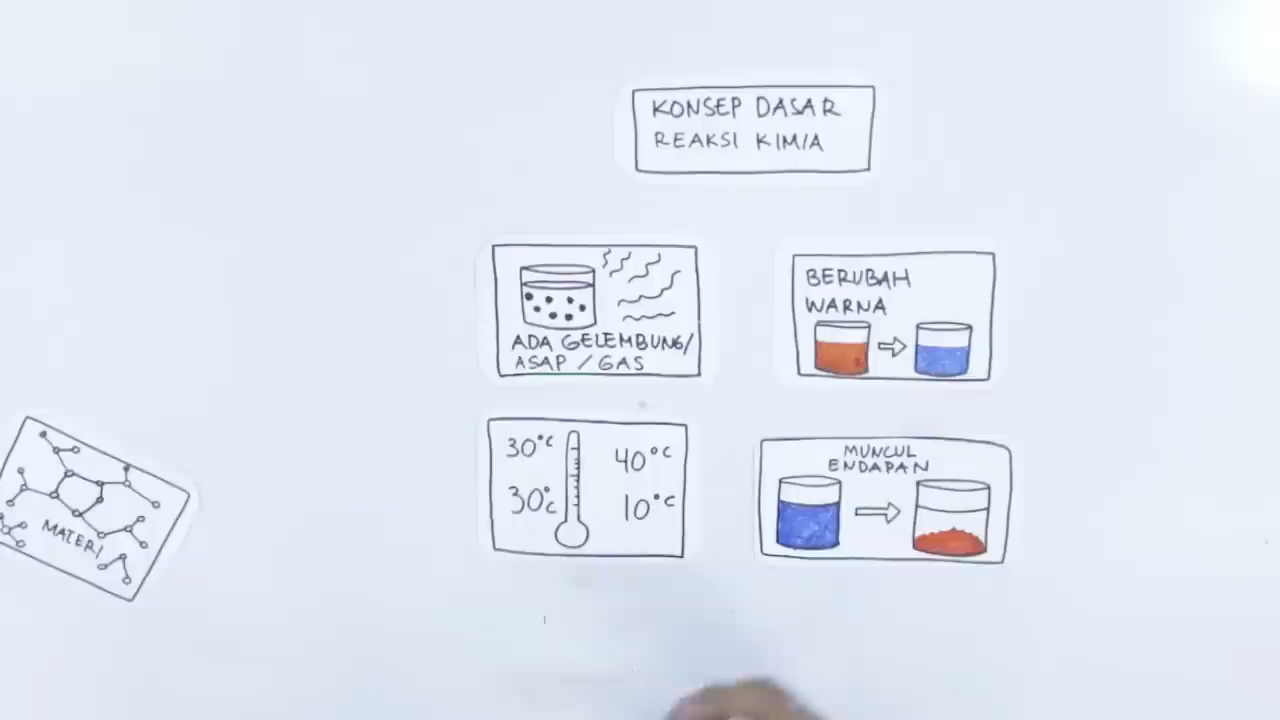 KONSEP DASAR
REAKSI KIMIA
ADA GELEMBUNG/
ASAP / GAS
BERUBAH
WARNA
30°C 40°C
30°C 10°C
MUNCUL
ENDAPAN
MATERI